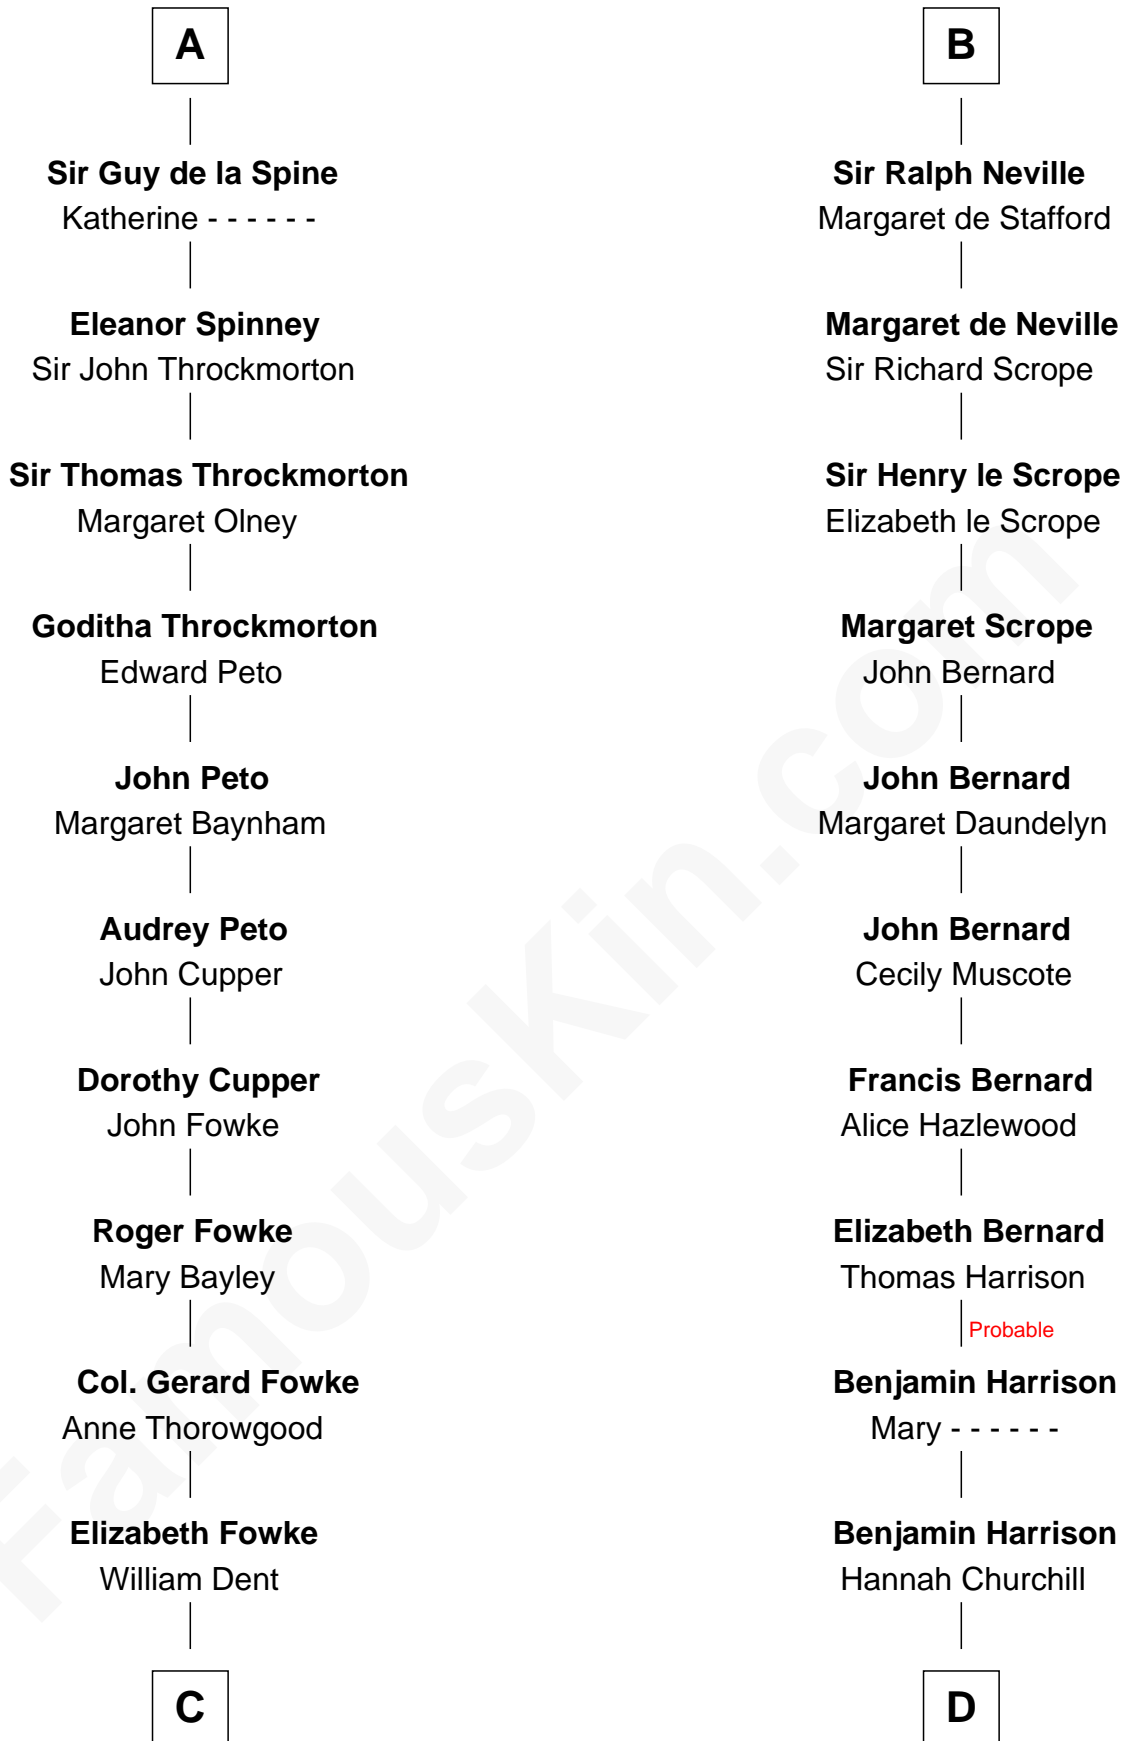 A
Sir Guy de la Spine
Katherine - - - - - -
Eleanor Spinney
Sir John Throckmorton
Sir Thomas Throckmorton
Margaret Olney
Goditha Throckmorton
Edward Peto
John Peto
Margaret Baynham
Audrey Peto
John Cupper
Dorothy Cupper
John Fowke
Roger Fowke
Mary Bayley
Col. Gerard Fowke
Anne Thorowgood
Elizabeth Fowke
William Dent
C
B
Sir Ralph Neville
Margaret de Stafford
Margaret de Neville
Sir Richard Scrope
Sir Henry le Scrope
Elizabeth le Scrope
Margaret Scrope
John Bernard
John Bernard
Margaret Daundelyn
John Bernard
Cecily Muscote
Francis Bernard
Alice Hazlewood
Elizabeth Bernard
Thomas Harrison
Probable
Benjamin Harrison
Mary - - - - - -
Benjamin Harrison
Hannah Churchill
D
FamousKin.com